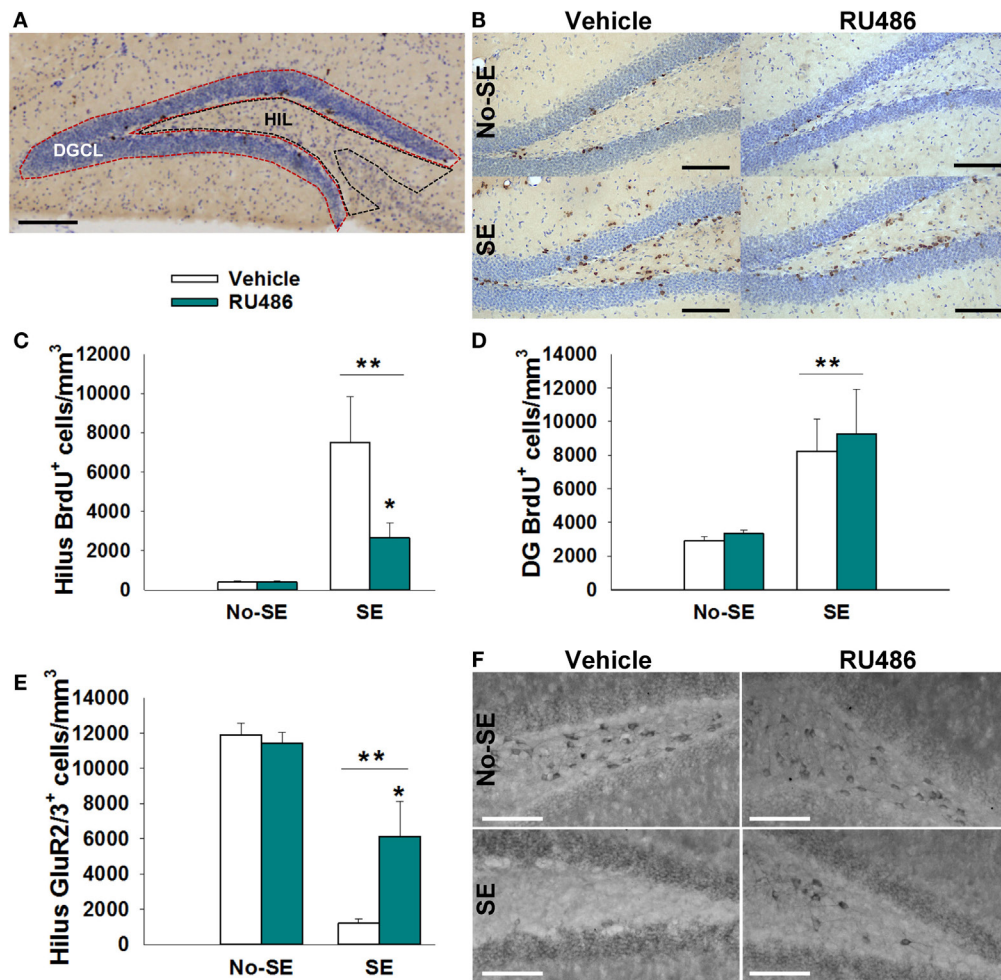 A
HIL
DGCL
Vehicle
RU486
B
Vehicle RU486
No-SE
SE
C
12000
10000
8000
6000
4000
2000
0
Hilus BrdU⁺ cells/mm³
**
*
No-SE SE
D
14000
12000
10000
8000
6000
4000
2000
0
DG BrdU⁺ cells/mm³
**
No-SE SE
E
14000
12000
10000
8000
6000
4000
2000
0
Hilus GluR2/3⁺ cells/mm³
**
*
No-SE SE
F
Vehicle RU486
No-SE
SE